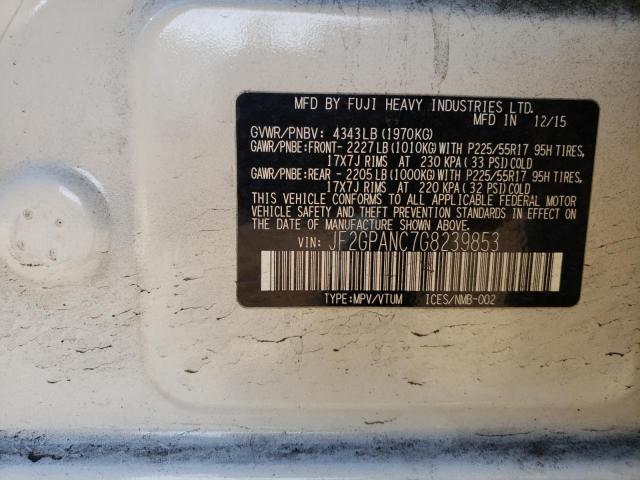 MFD BY FUJI HEAVY INDUSTRIES LTD.
MFD IN 12/15
GVWR/PNBV: 4343LB (1970KG)
GAWR/PNBE:FRONT- 2227LB(1010KG)WITH P225/55R17 95H TIRES,
17X7J RIMS AT 230 KPA (33 PSI)COLD
GAWR/PNBE:REAR - 2205LB(1000KG)WITH P225/55R17 95H TIRES,
17X7J RIMS AT 220 KPA (32 PSI)COLD
THIS VEHICLE CONFORMS TO ALL APPLICABLE FEDERAL MOTOR
VEHICLE SAFETY AND THEFT PREVENTION STANDARDS IN EFFECT
ON THE DATE OF MANUFACTURE SHOWN ABOVE.
VIN: JF2GPANC7G8239853
TYPE:MPV/VTUM ICES/NMB-002